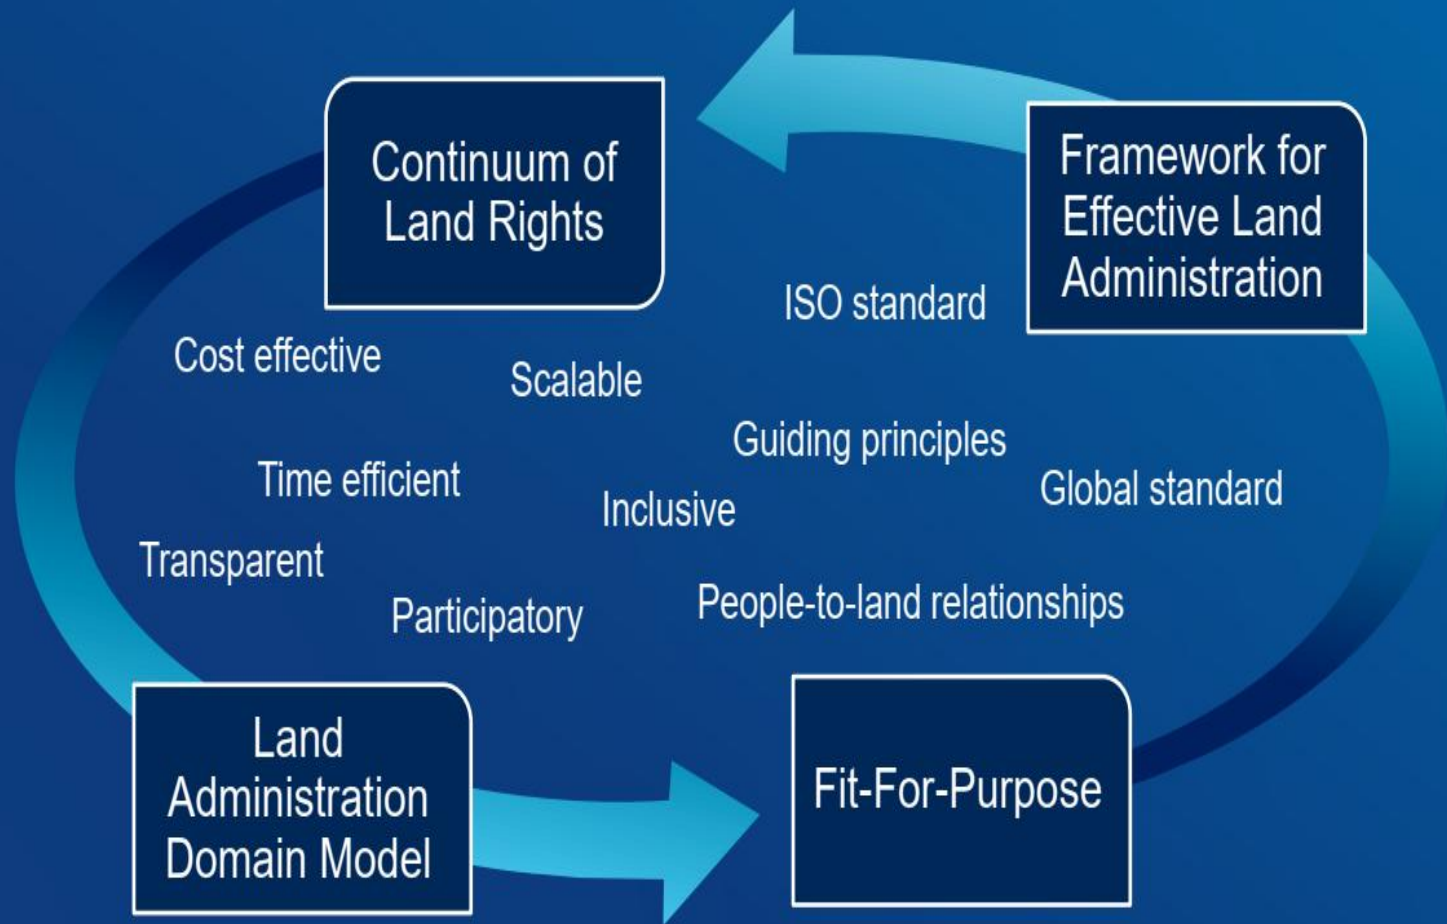 Continuum of
Land Rights
Framework for
Effective Land
Administration
ISO standard
Cost effective
Scalable
Guiding principles
Time efficient
Global standard
Inclusive
Transparent
People-to-land relationships
Participatory
Land
Administration
Domain Model
Fit-For-Purpose